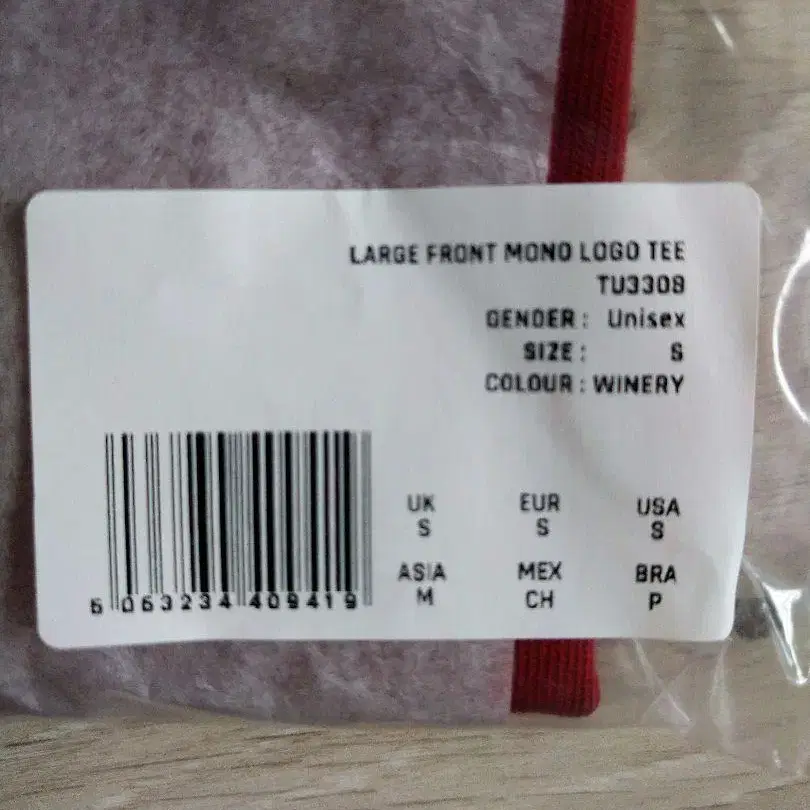 LARGE FRONT MONO LOGO TEE
TU3309
GENDER: Unisex
SIZE: S
COLOUR: WINERY
UK EUR USA
S S S
ASIA MEX BRA
M CH P
5 063234 409419